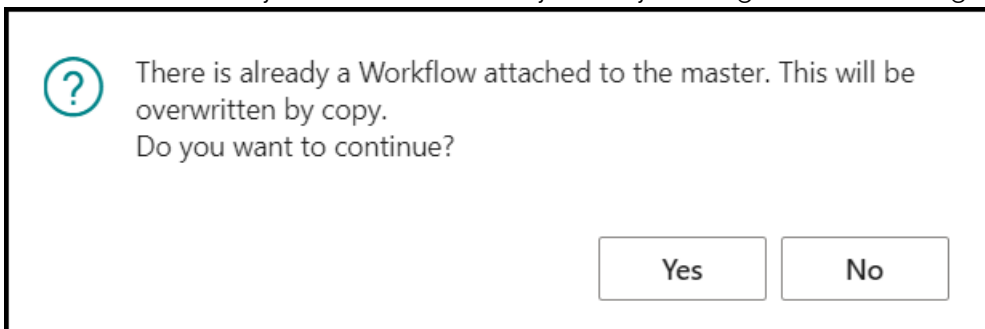 ?
There is already a Workflow attached to the master. This will be
overwritten by copy.
Do you want to continue?
Yes No